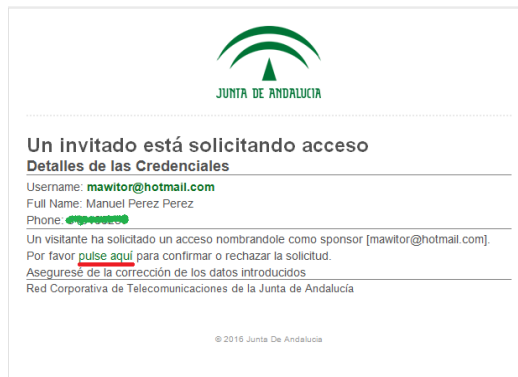 JUNTA DE ANDALUCIA
Un invitado está solicitando acceso
Detalles de las Credenciales
Username: mawitor@hotmail.com
Full Name: Manuel Perez Perez
Phone:
Un visitante ha solicitado un acceso nombrandole como sponsor [mawitor@hotmail.com].
Por favor pulse aquí para confirmar o rechazar la solicitud.
Aseguresé de la corrección de los datos introducidos
Red Corporativa de Telecomunicaciones de la Junta de Andalucía
© 2016 Junta De Andalucia